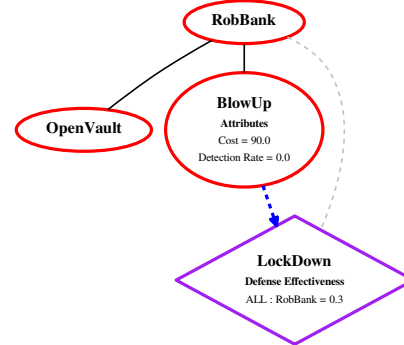 RobBank
OpenVault
BlowUp
Attributes
Cost = 90.0
Detection Rate = 0.0
LockDown
Defense Effectiveness
ALL : RobBank = 0.3